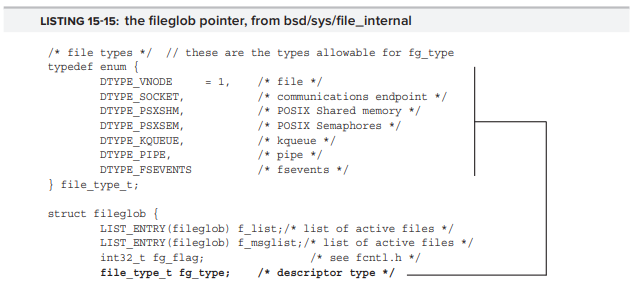 LISTING 15-15: the fileglob pointer, from bsd/sys/file_internal
/* file types */ // these are the types allowable for fg_type
typedef enum {
DTYPE_VNODE = 1, /* file */
DTYPE_SOCKET, /* communications endpoint */
DTYPE_PSXSHM, /* POSIX Shared memory */
DTYPE_PSXSEM, /* POSIX Semaphores */
DTYPE_KQUEUE, /* kqueue */
DTYPE_PIPE, /* pipe */
DTYPE_FSEVENTS /* fsevents */
} file_type_t;
struct fileglob {
LIST_ENTRY(fileglob) f_list;/* list of active files */
LIST_ENTRY(fileglob) f_msglist;/* list of active files */
int32_t fg_flag; /* see fcntl.h */
file_type_t fg_type; /* descriptor type */